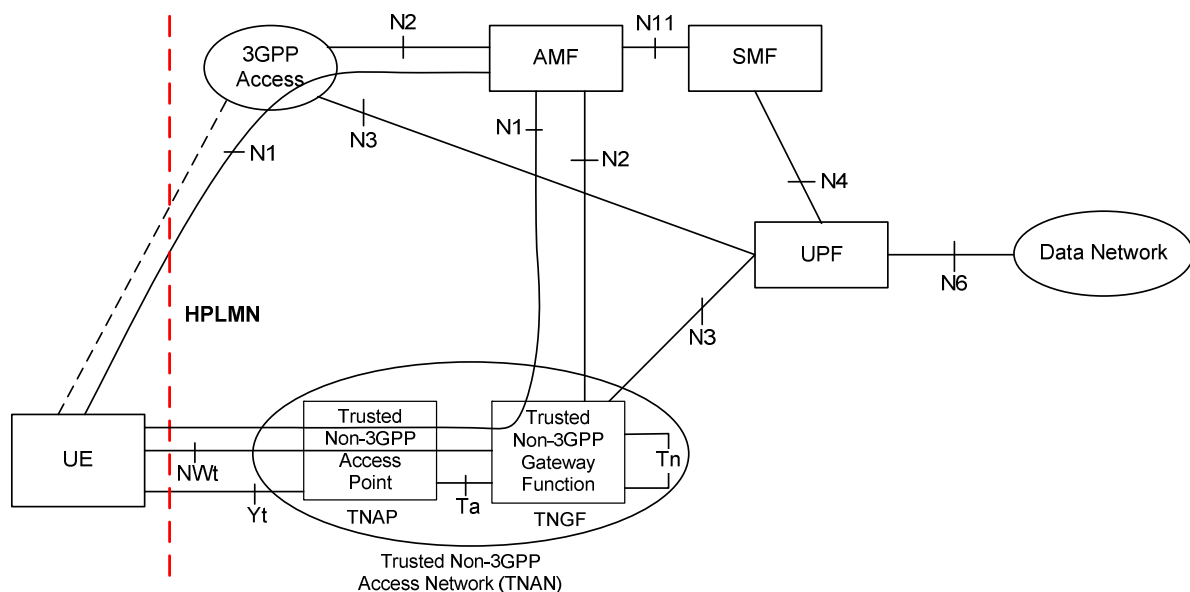 N2
N11
3GPP
Access
AMF
SMF
N3
N1
N1
N2
N4
UPF
N6
Data Network
HPLMN
N3
UE
NWt
Yt
Trusted
Non-3GPP
Access
Point
Ta
Trusted
Non-3GPP
Gateway
Function
Tn
TNAP
TNGF
Trusted Non-3GPP
Access Network (TNAN)